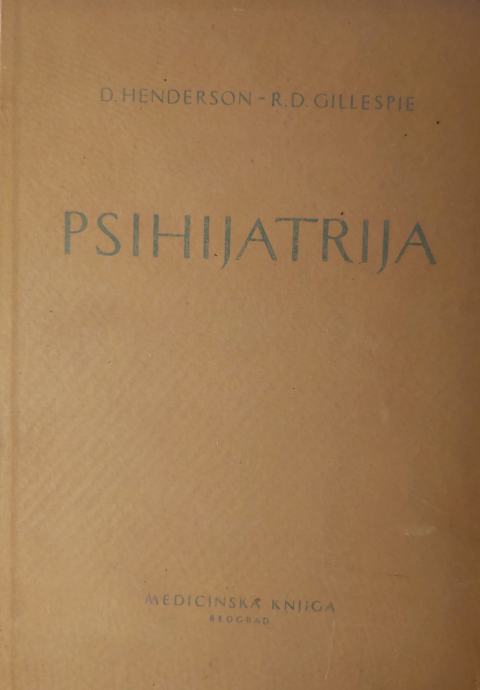 D. HENDERSON - R.D. GILLESPIE
PSIHIJATRIJA
MEDICINSKA KNJIGA
BEOGRAD